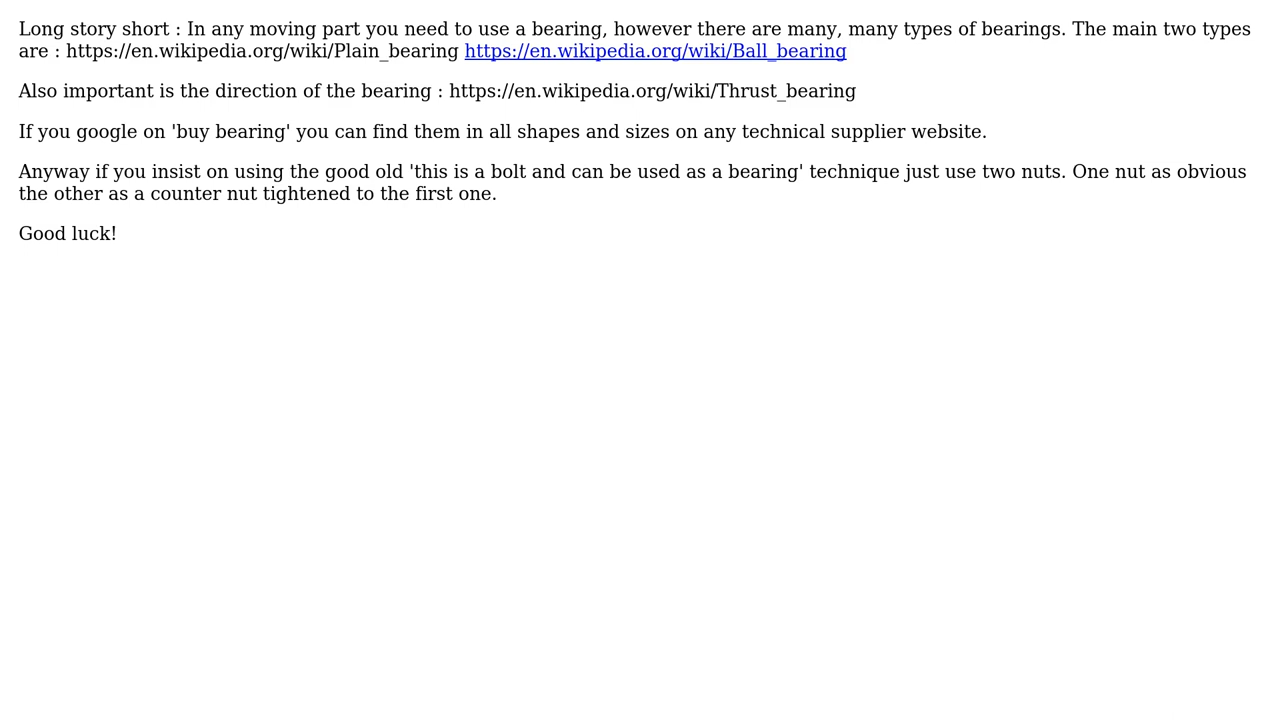 Long story short : In any moving part you need to use a bearing, however there are many, many types of bearings. The main two types
are : https://en.wikipedia.org/wiki/Plain_bearing https://en.wikipedia.org/wiki/Ball_bearing
Also important is the direction of the bearing : https://en.wikipedia.org/wiki/Thrust_bearing
If you google on 'buy bearing' you can find them in all shapes and sizes on any technical supplier website.
Anyway if you insist on using the good old 'this is a bolt and can be used as a bearing' technique just use two nuts. One nut as obvious
the other as a counter nut tightened to the first one.
Good luck!